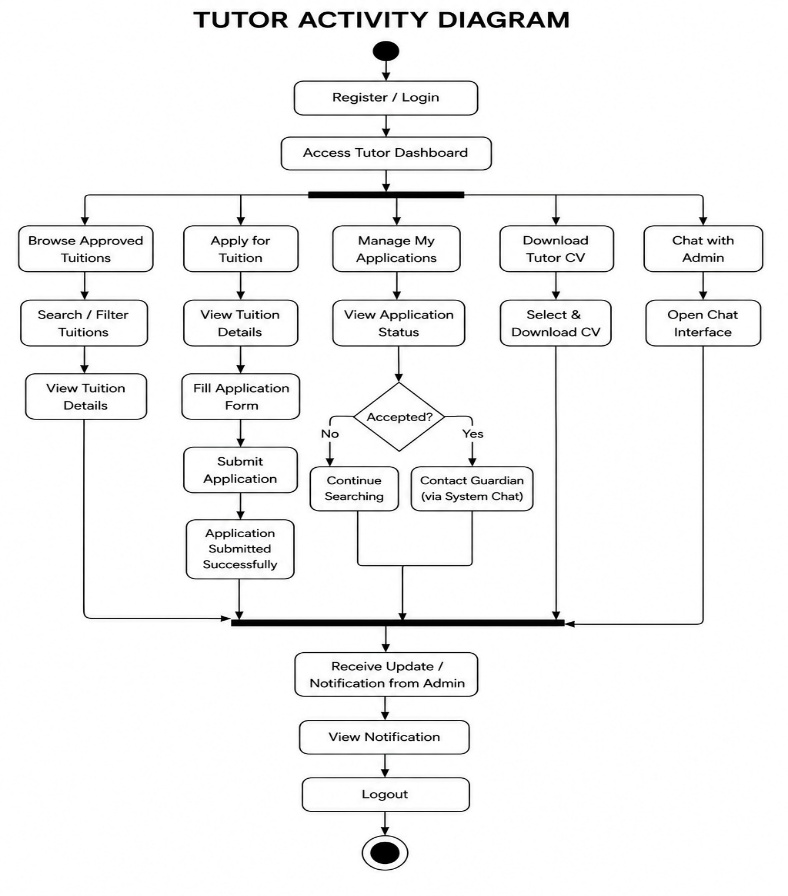 TUTOR ACTIVITY DIAGRAM
Register / Login
Access Tutor Dashboard
Browse Approved
Tuitions
Apply for
Tuition
Manage My
Applications
Download
Tutor CV
Chat with
Admin
Search / Filter
Tuitions
View Tuition
Details
View Application
Status
Select &
Download CV
Open Chat
Interface
View Tuition
Details
Fill Application
Form
Accepted?
No
Yes
Submit
Application
Continue
Searching
Contact Guardian
(via System Chat)
Application
Submitted
Successfully
Receive Update /
Notification from Admin
View Notification
Logout